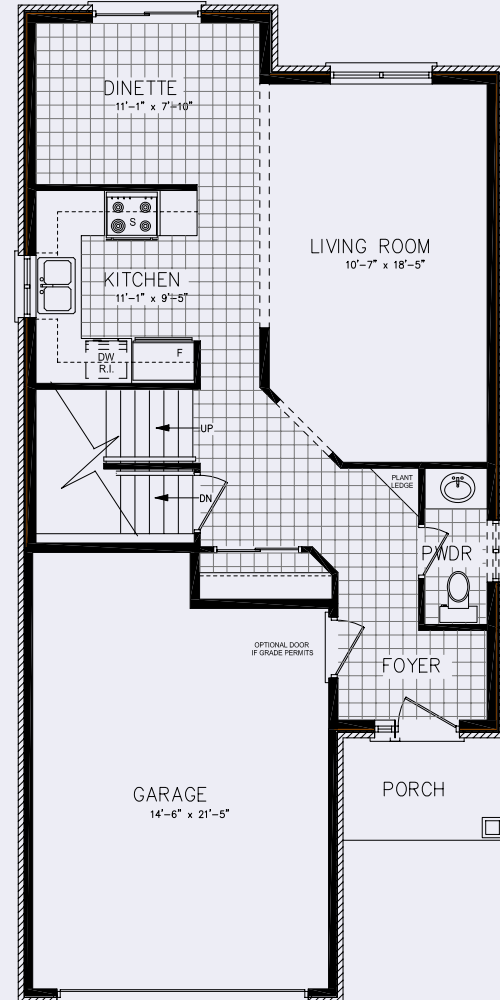 DINETTE
11'-1" x 7'-10"
S
LIVING ROOM
10'-7" x 18'-5"
KITCHEN
11'-1" x 9'-5"
DW
R.I.
F
UP
DN
PLANT
LEDGE
PWDR
OPTIONAL DOOR
IF GRADE PERMITS
FOYER
GARAGE
14'-6" x 21'-5"
PORCH